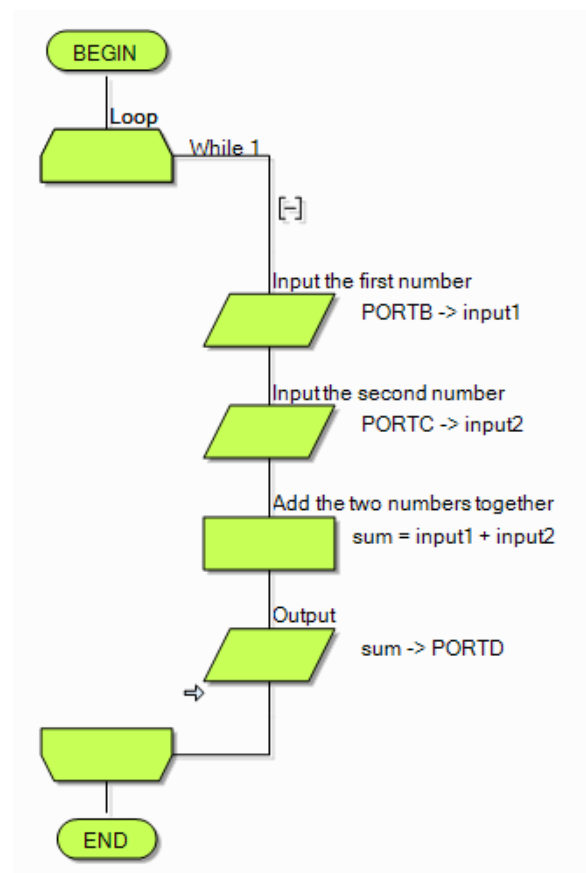 BEGIN
Loop
While 1
[-]
Input the first number
PORTB -> input1
Input the second number
PORTC -> input2
Add the two numbers together
sum = input1 + input2
Output
sum -> PORTD
END